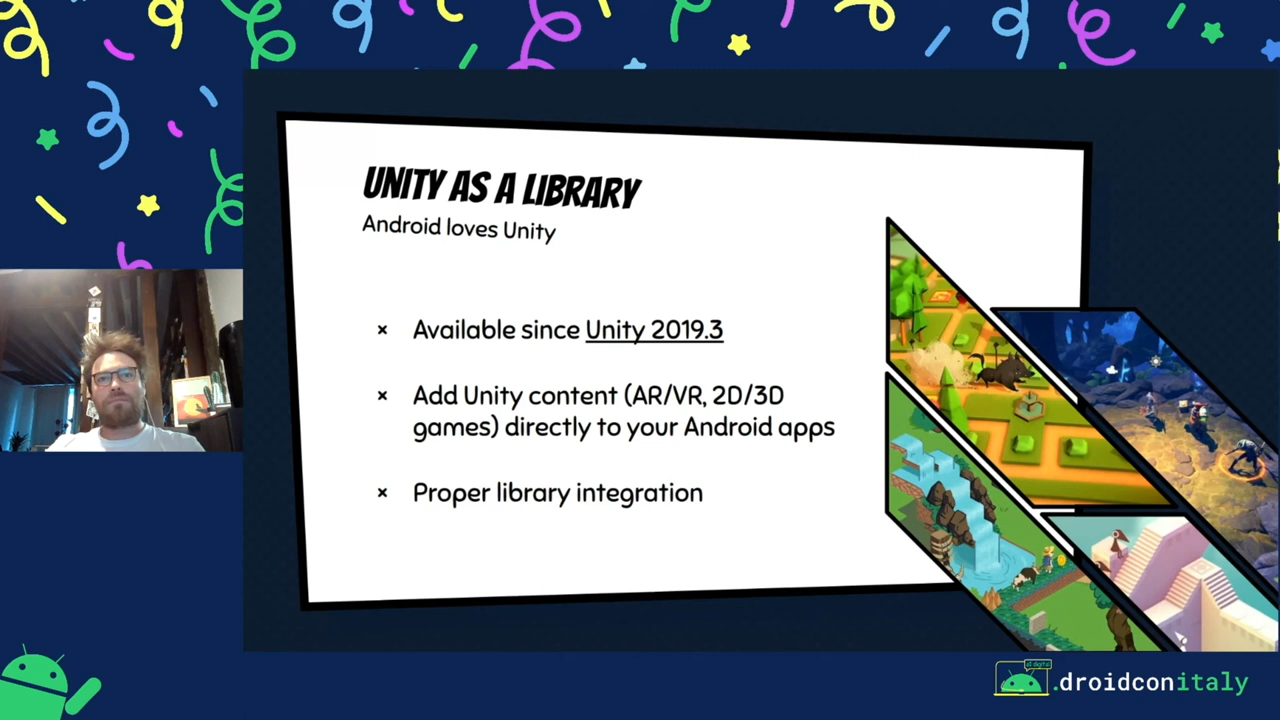 UNITY AS A LIBRARY
Android loves Unity
× Available since Unity 2019.3
× Add Unity content (AR/VR, 2D/3D
games) directly to your Android apps
× Proper library integration
.droidconitaly